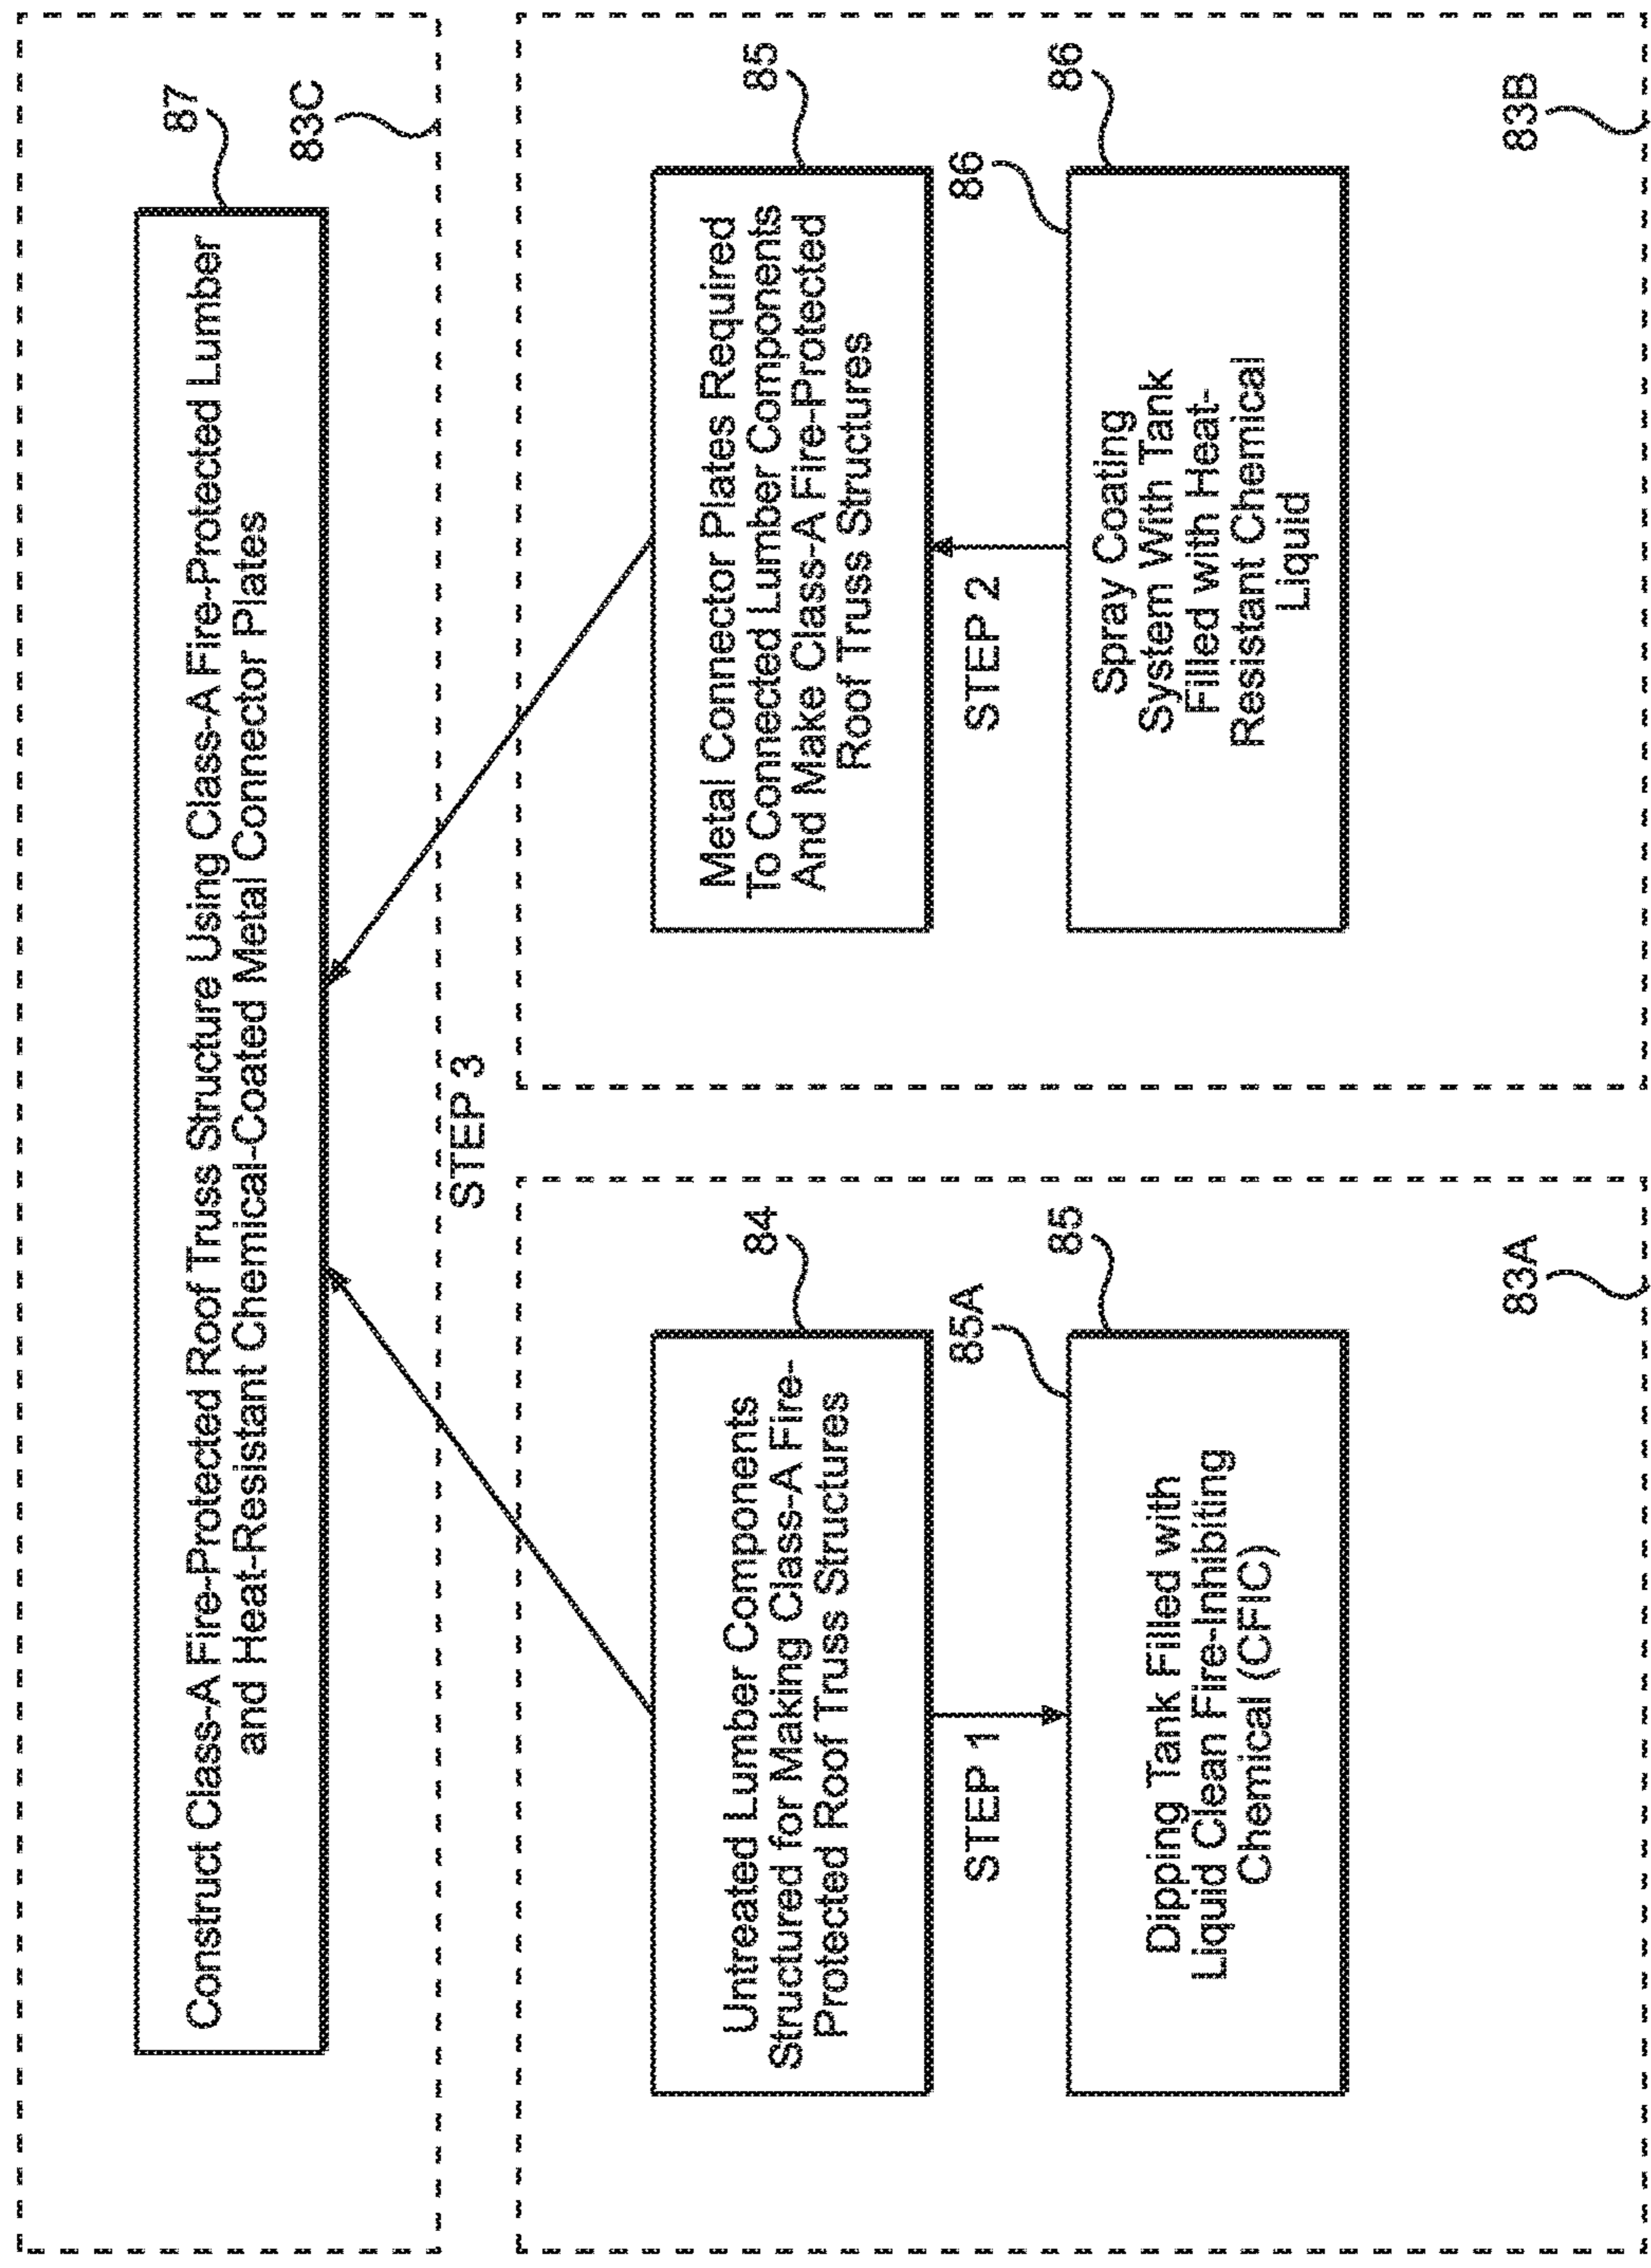 Construct Class-A Fire-Protected Roof Truss Structure Using Class-A Fire-Protected Lumber
and Heat-Resistant Chemical-Coated Metal Connector Plates
87
83C
STEP 3
Untreated Lumber Components
Structured for Making Class-A Fire-
Protected Roof Truss Structures
84
STEP 1
85A
Dipping Tank Filled with
Liquid Clean Fire-Inhibiting
Chemical (CFIC)
85
83A
Metal Connector Plates Required
To Connected Lumber Components
And Make Class-A Fire-Protected
Roof Truss Structures
85
STEP 2
86
Spray Coating
System With Tank
Filled with Heat-
Resistant Chemical
Liquid
86
83B